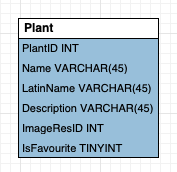 Plant
PlantID INT
Name VARCHAR(45)
LatinName VARCHAR(45)
Description VARCHAR(45)
ImageResID INT
IsFavourite TINYINT